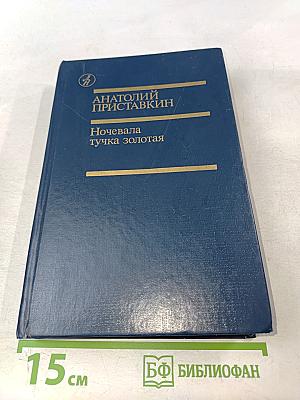 АНАТОЛИЙ
ПРИСТАВКИН
Ночевала
тучка золотая
15 см
БФ БИБЛИОФАН